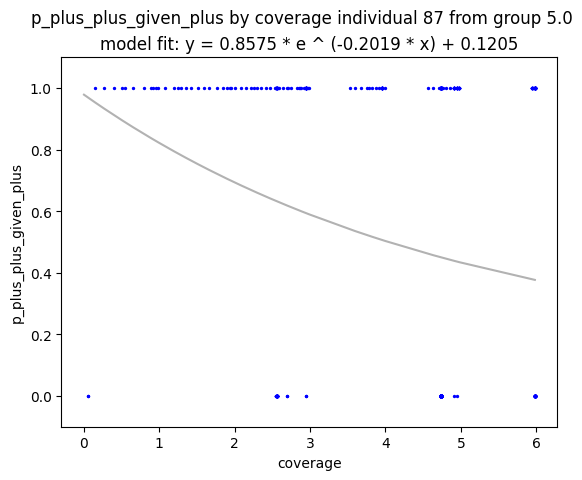 p_plus_plus_given_plus by coverage individual 87 from group 5.0
model fit: y = 0.8575 * e ^ (-0.2019 * x) + 0.1205
1.0
0.8
0.6
0.4
0.2
0.0
p_plus_plus_given_plus
0 1 2 3 4 5 6
coverage